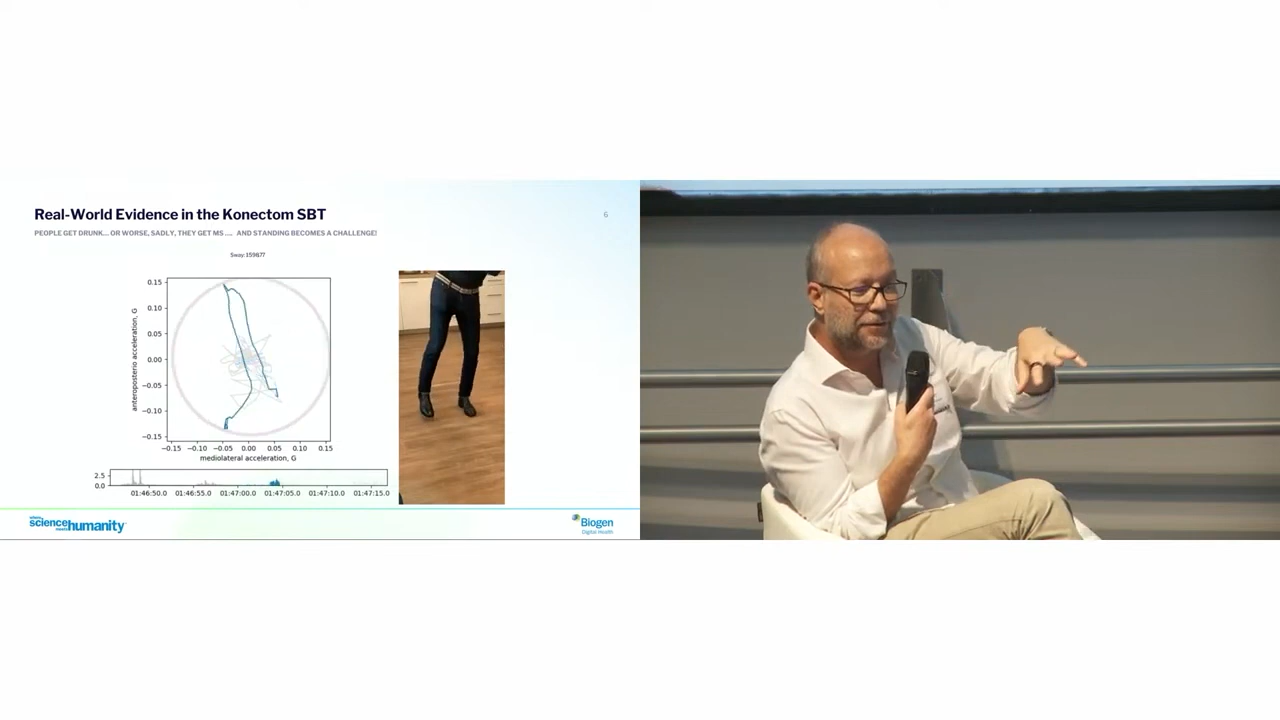 Real-World Evidence in the Konectom SBT
6
PEOPLE GET DRUNK... OR WORSE, SADLY, THEY GET MS .... AND STANDING BECOMES A CHALLENGE!
Sway: 159877
anteroposterio acceleration, G
0.15
0.10
0.05
0.00
−0.05
−0.10
−0.15
−0.15 −0.10 −0.05 0.00 0.05 0.10 0.15
mediolateral acceleration, G
2.5
0.0
01:46:50.0 01:46:55.0 01:47:00.0 01:47:05.0 01:47:10.0 01:47:15.0
where
science meets humanity
Biogen
Digital Health